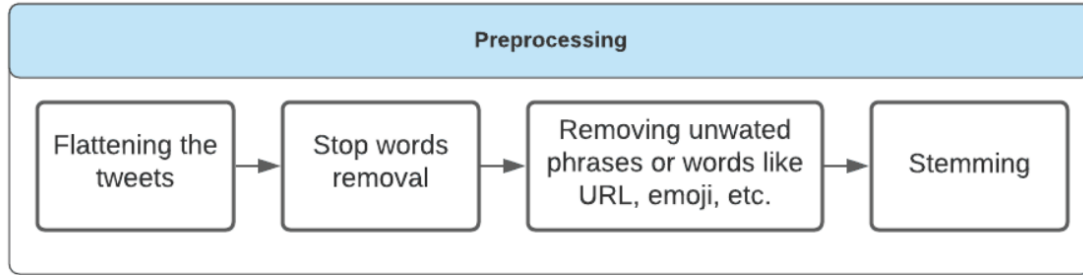 Preprocessing
Flattening the
tweets
Stop words
removal
Removing unwated
phrases or words like
URL, emoji, etc.
Stemming